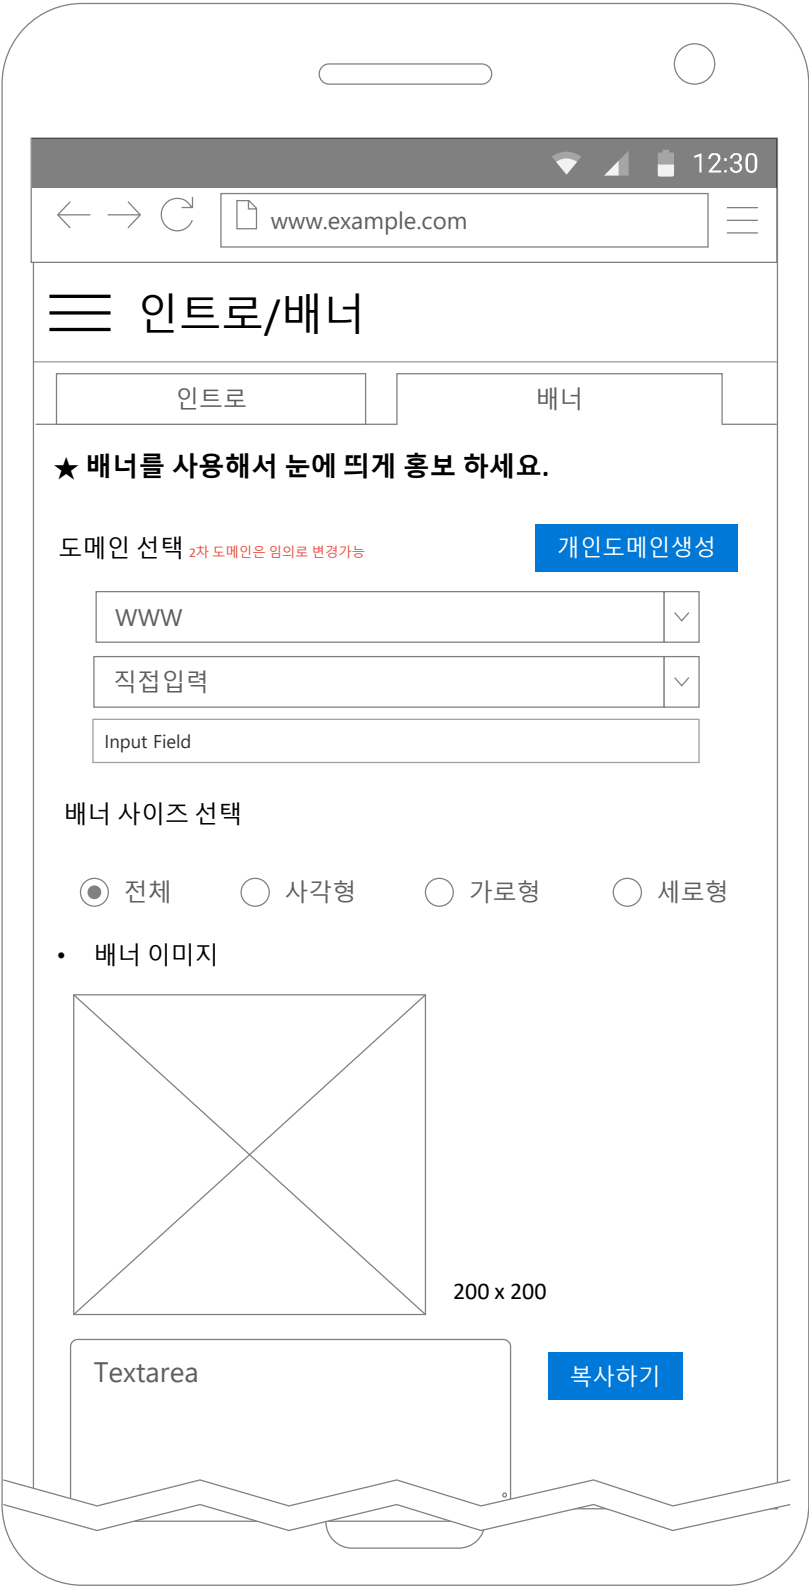 12:30
www.example.com
인트로/배너
인트로 배너
★ 배너를 사용해서 눈에 띄게 홍보 하세요.
도메인 선택 2차 도메인은 임의로 변경가능 개인도메인생성
WWW
직접입력
Input Field
배너 사이즈 선택
전체 사각형 가로형 세로형
• 배너 이미지
200 x 200
Textarea 복사하기